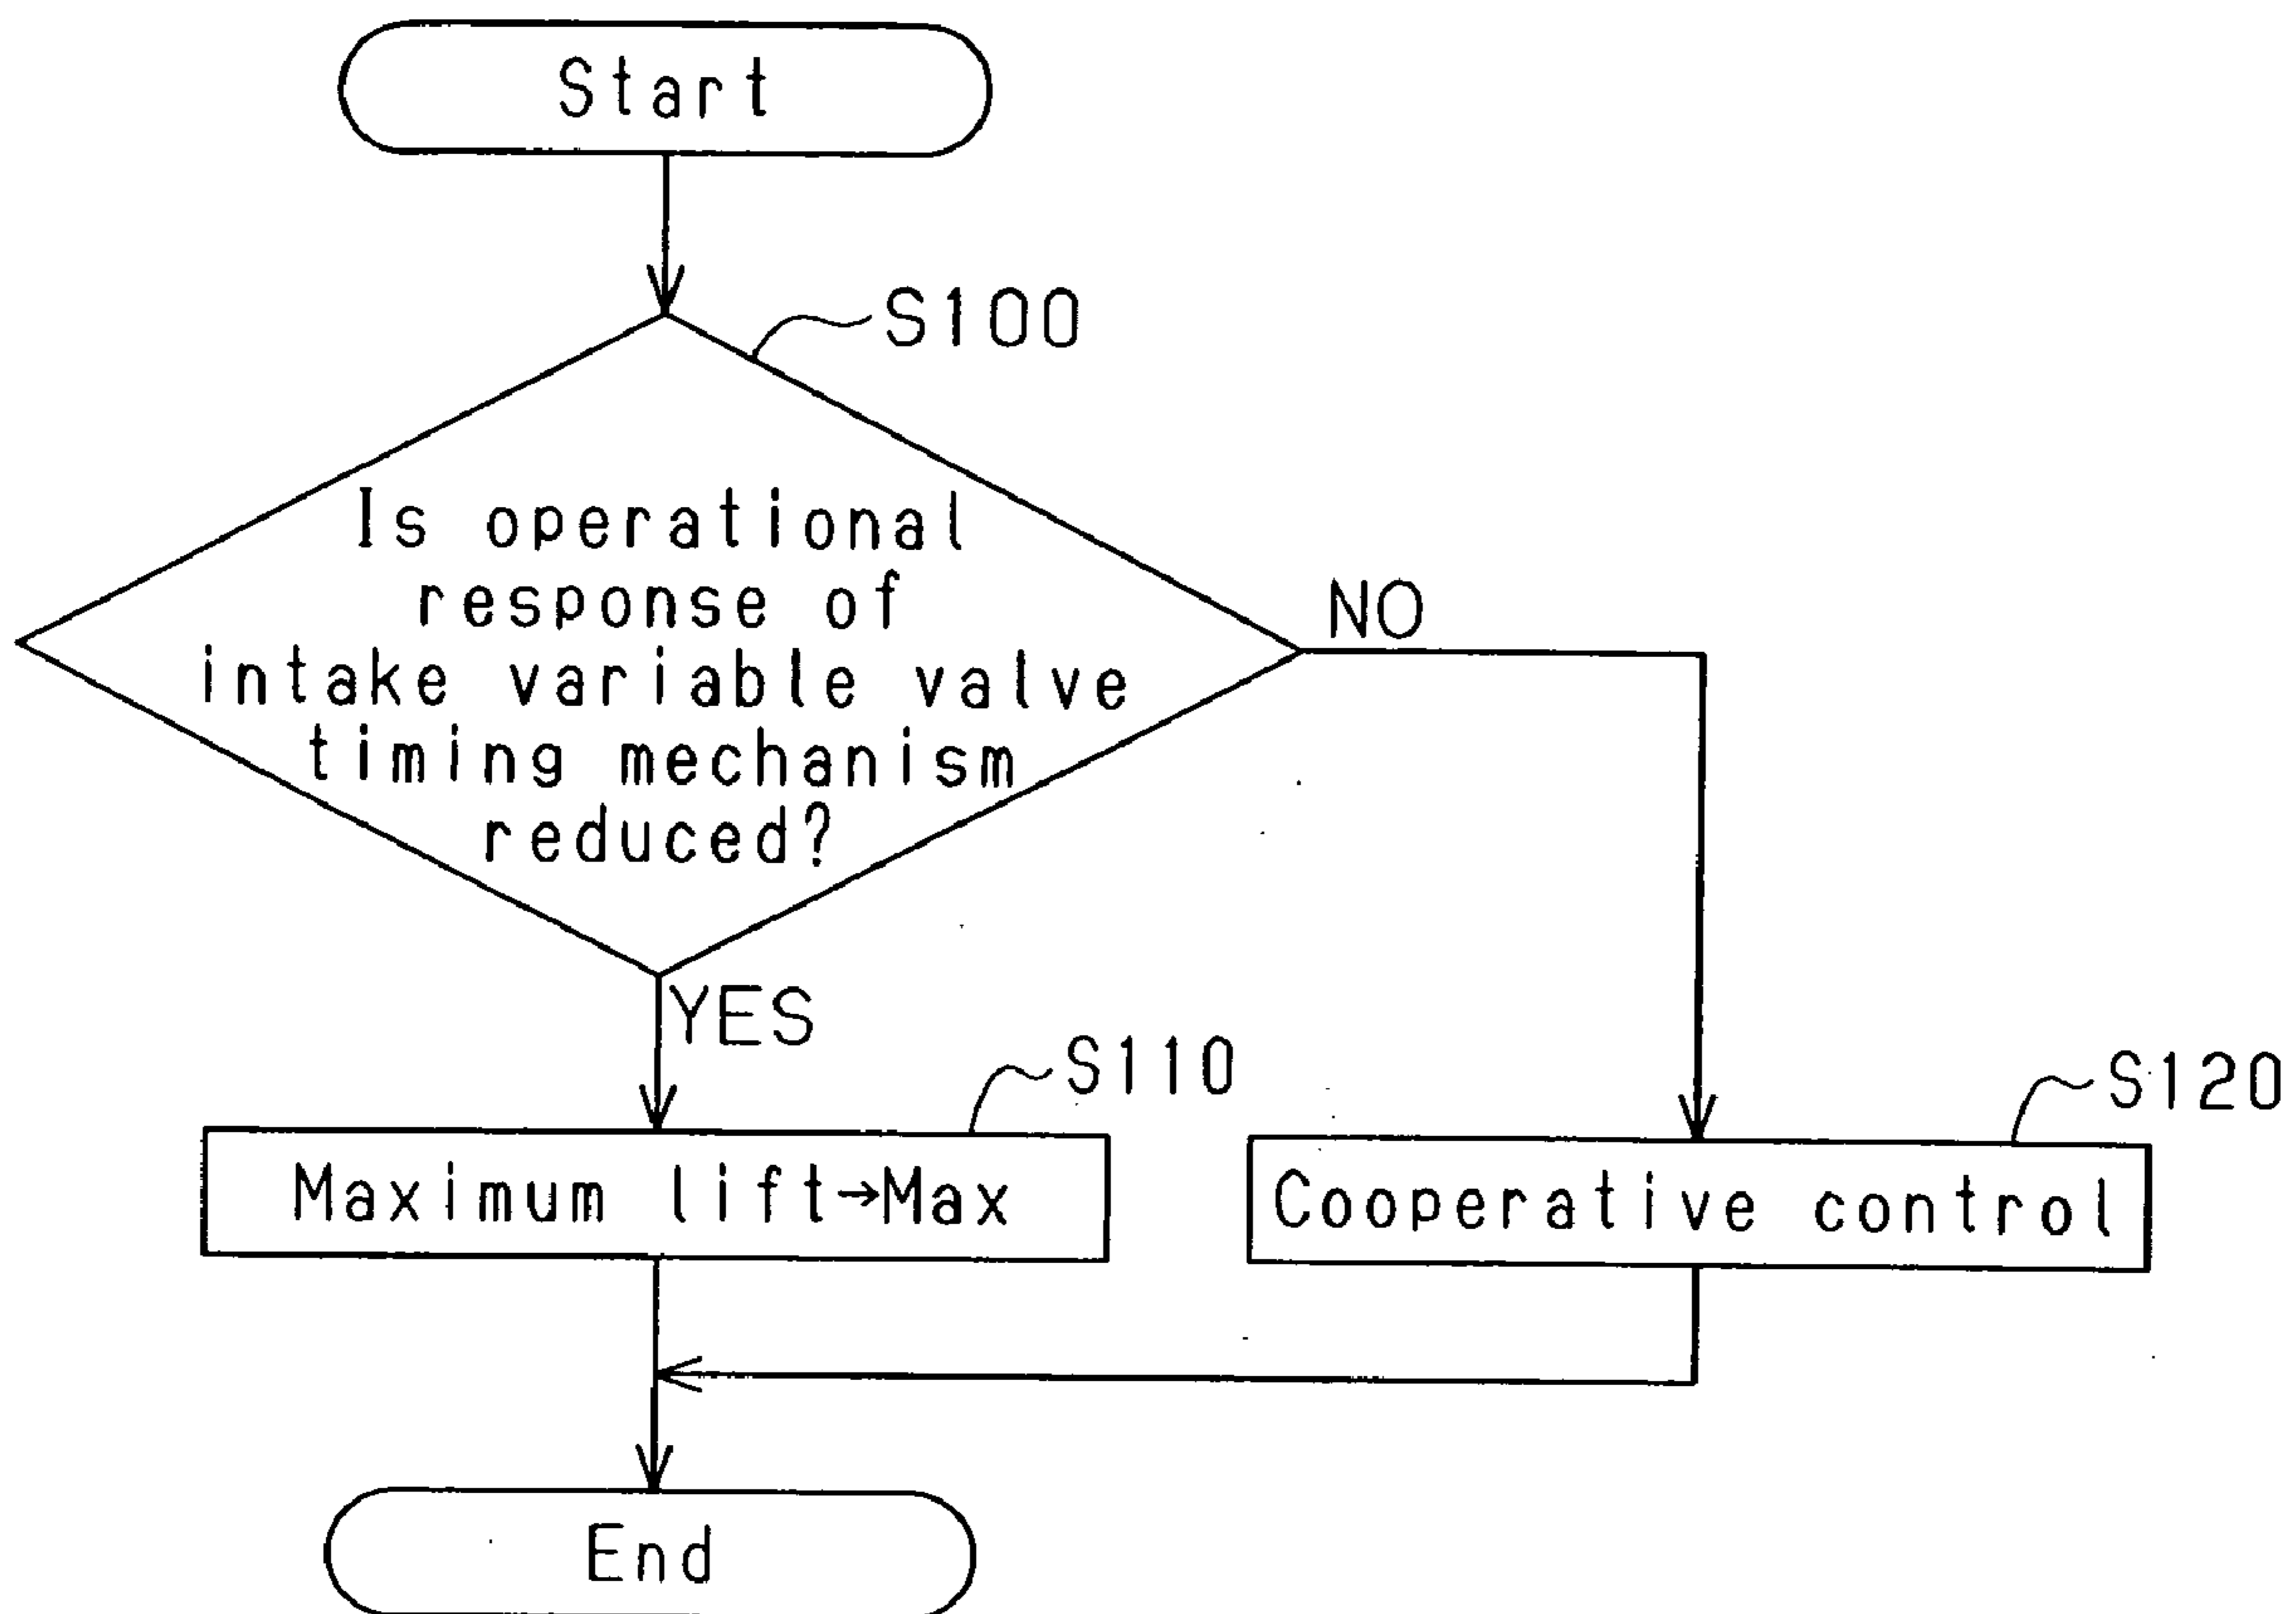 Start
S100
Is operational
response of
intake variable valve
timing mechanism
reduced?
NO
YES
S110
Maximum lift→Max
S120
Cooperative control
End